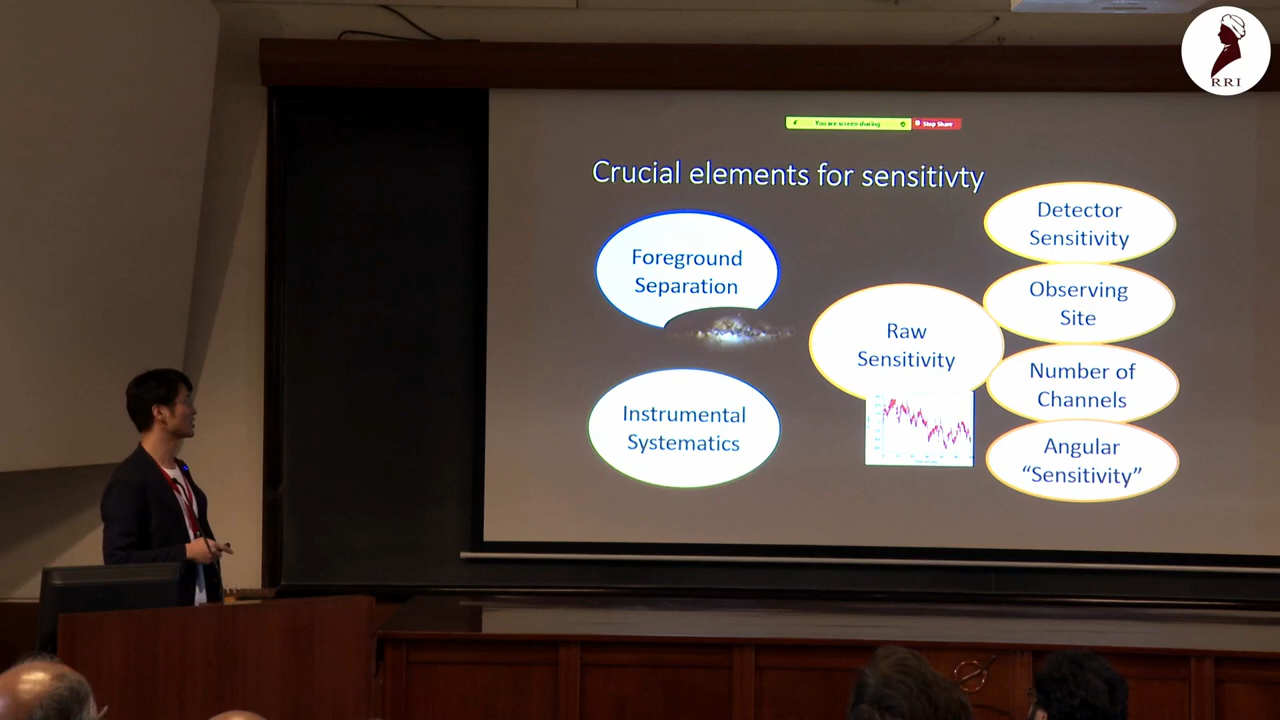 RRI
You are screen sharing
Stop Share
Crucial elements for sensitivty
Foreground
Separation
Instrumental
Systematics
Raw
Sensitivity
Detector
Sensitivity
Observing
Site
Number of
Channels
Angular
“Sensitivity”